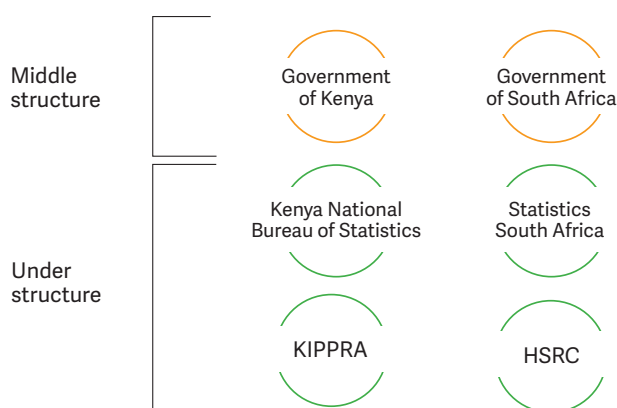 Middle
structure
Government
of Kenya
Government
of South Africa
Under
structure
Kenya National
Bureau of Statistics
Statistics
South Africa
KIPPRA
HSRC